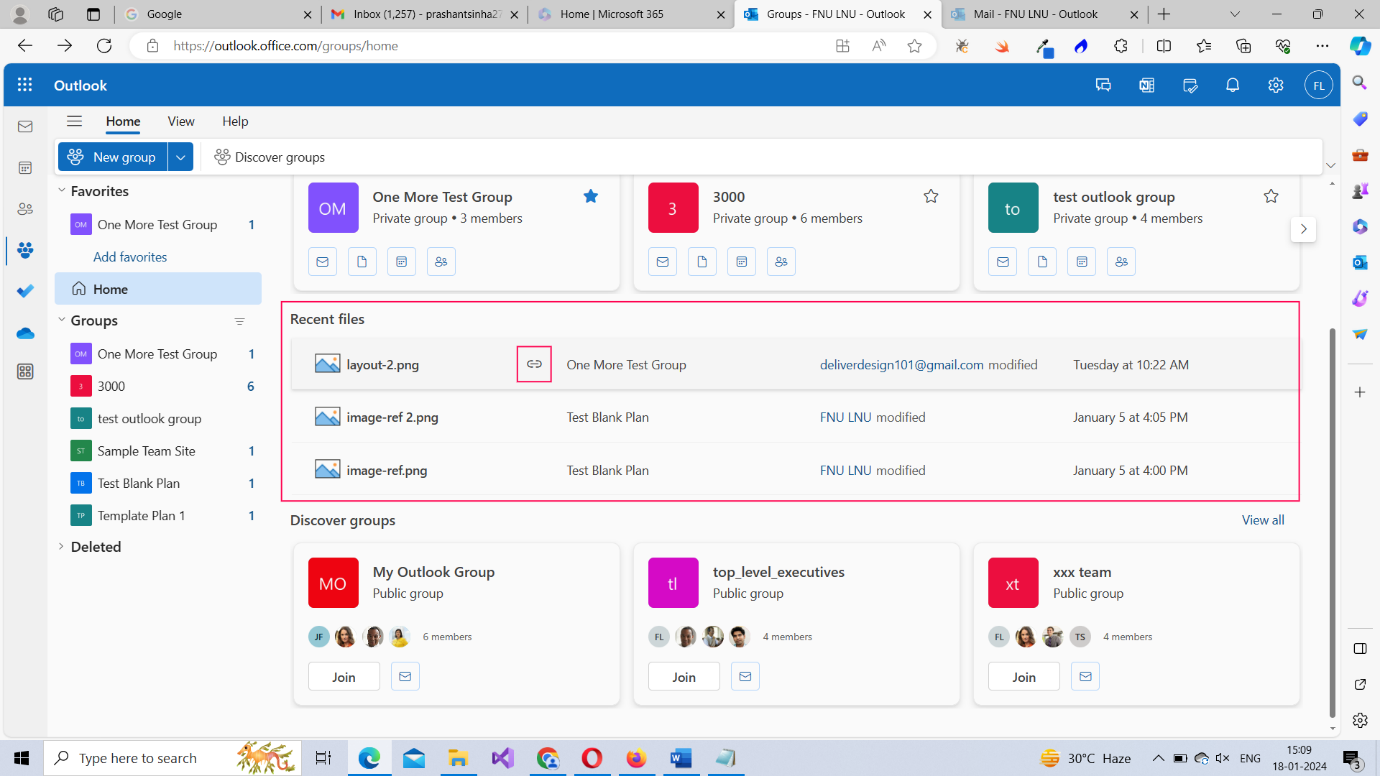 Google
Inbox (1,257) - prashantsinha27
Home | Microsoft 365
Groups - FNU LNU - Outlook
Mail - FNU LNU - Outlook
https://outlook.office.com/groups/home
Outlook
FL
Home View Help
New group
Discover groups
Favorites
OM One More Test Group 1
Add favorites
Home
Groups
OM One More Test Group 1
3 3000 6
to test outlook group
ST Sample Team Site 1
TB Test Blank Plan 1
TP Template Plan 1 1
Deleted
OM
One More Test Group
Private group • 3 members
3
3000
Private group • 6 members
to
test outlook group
Private group • 4 members
Recent files
layout-2.png One More Test Group deliverdesign101@gmail.com modified Tuesday at 10:22 AM
image-ref 2.png Test Blank Plan FNU LNU modified January 5 at 4:05 PM
image-ref.png Test Blank Plan FNU LNU modified January 5 at 4:00 PM
Discover groups View all
MO
My Outlook Group
Public group
JF 6 members
Join
tl
top_level_executives
Public group
FL 4 members
Join
xt
xxx team
Public group
FL TS 4 members
Join
Type here to search
30°C Haze
ENG
15:09
18-01-2024
3